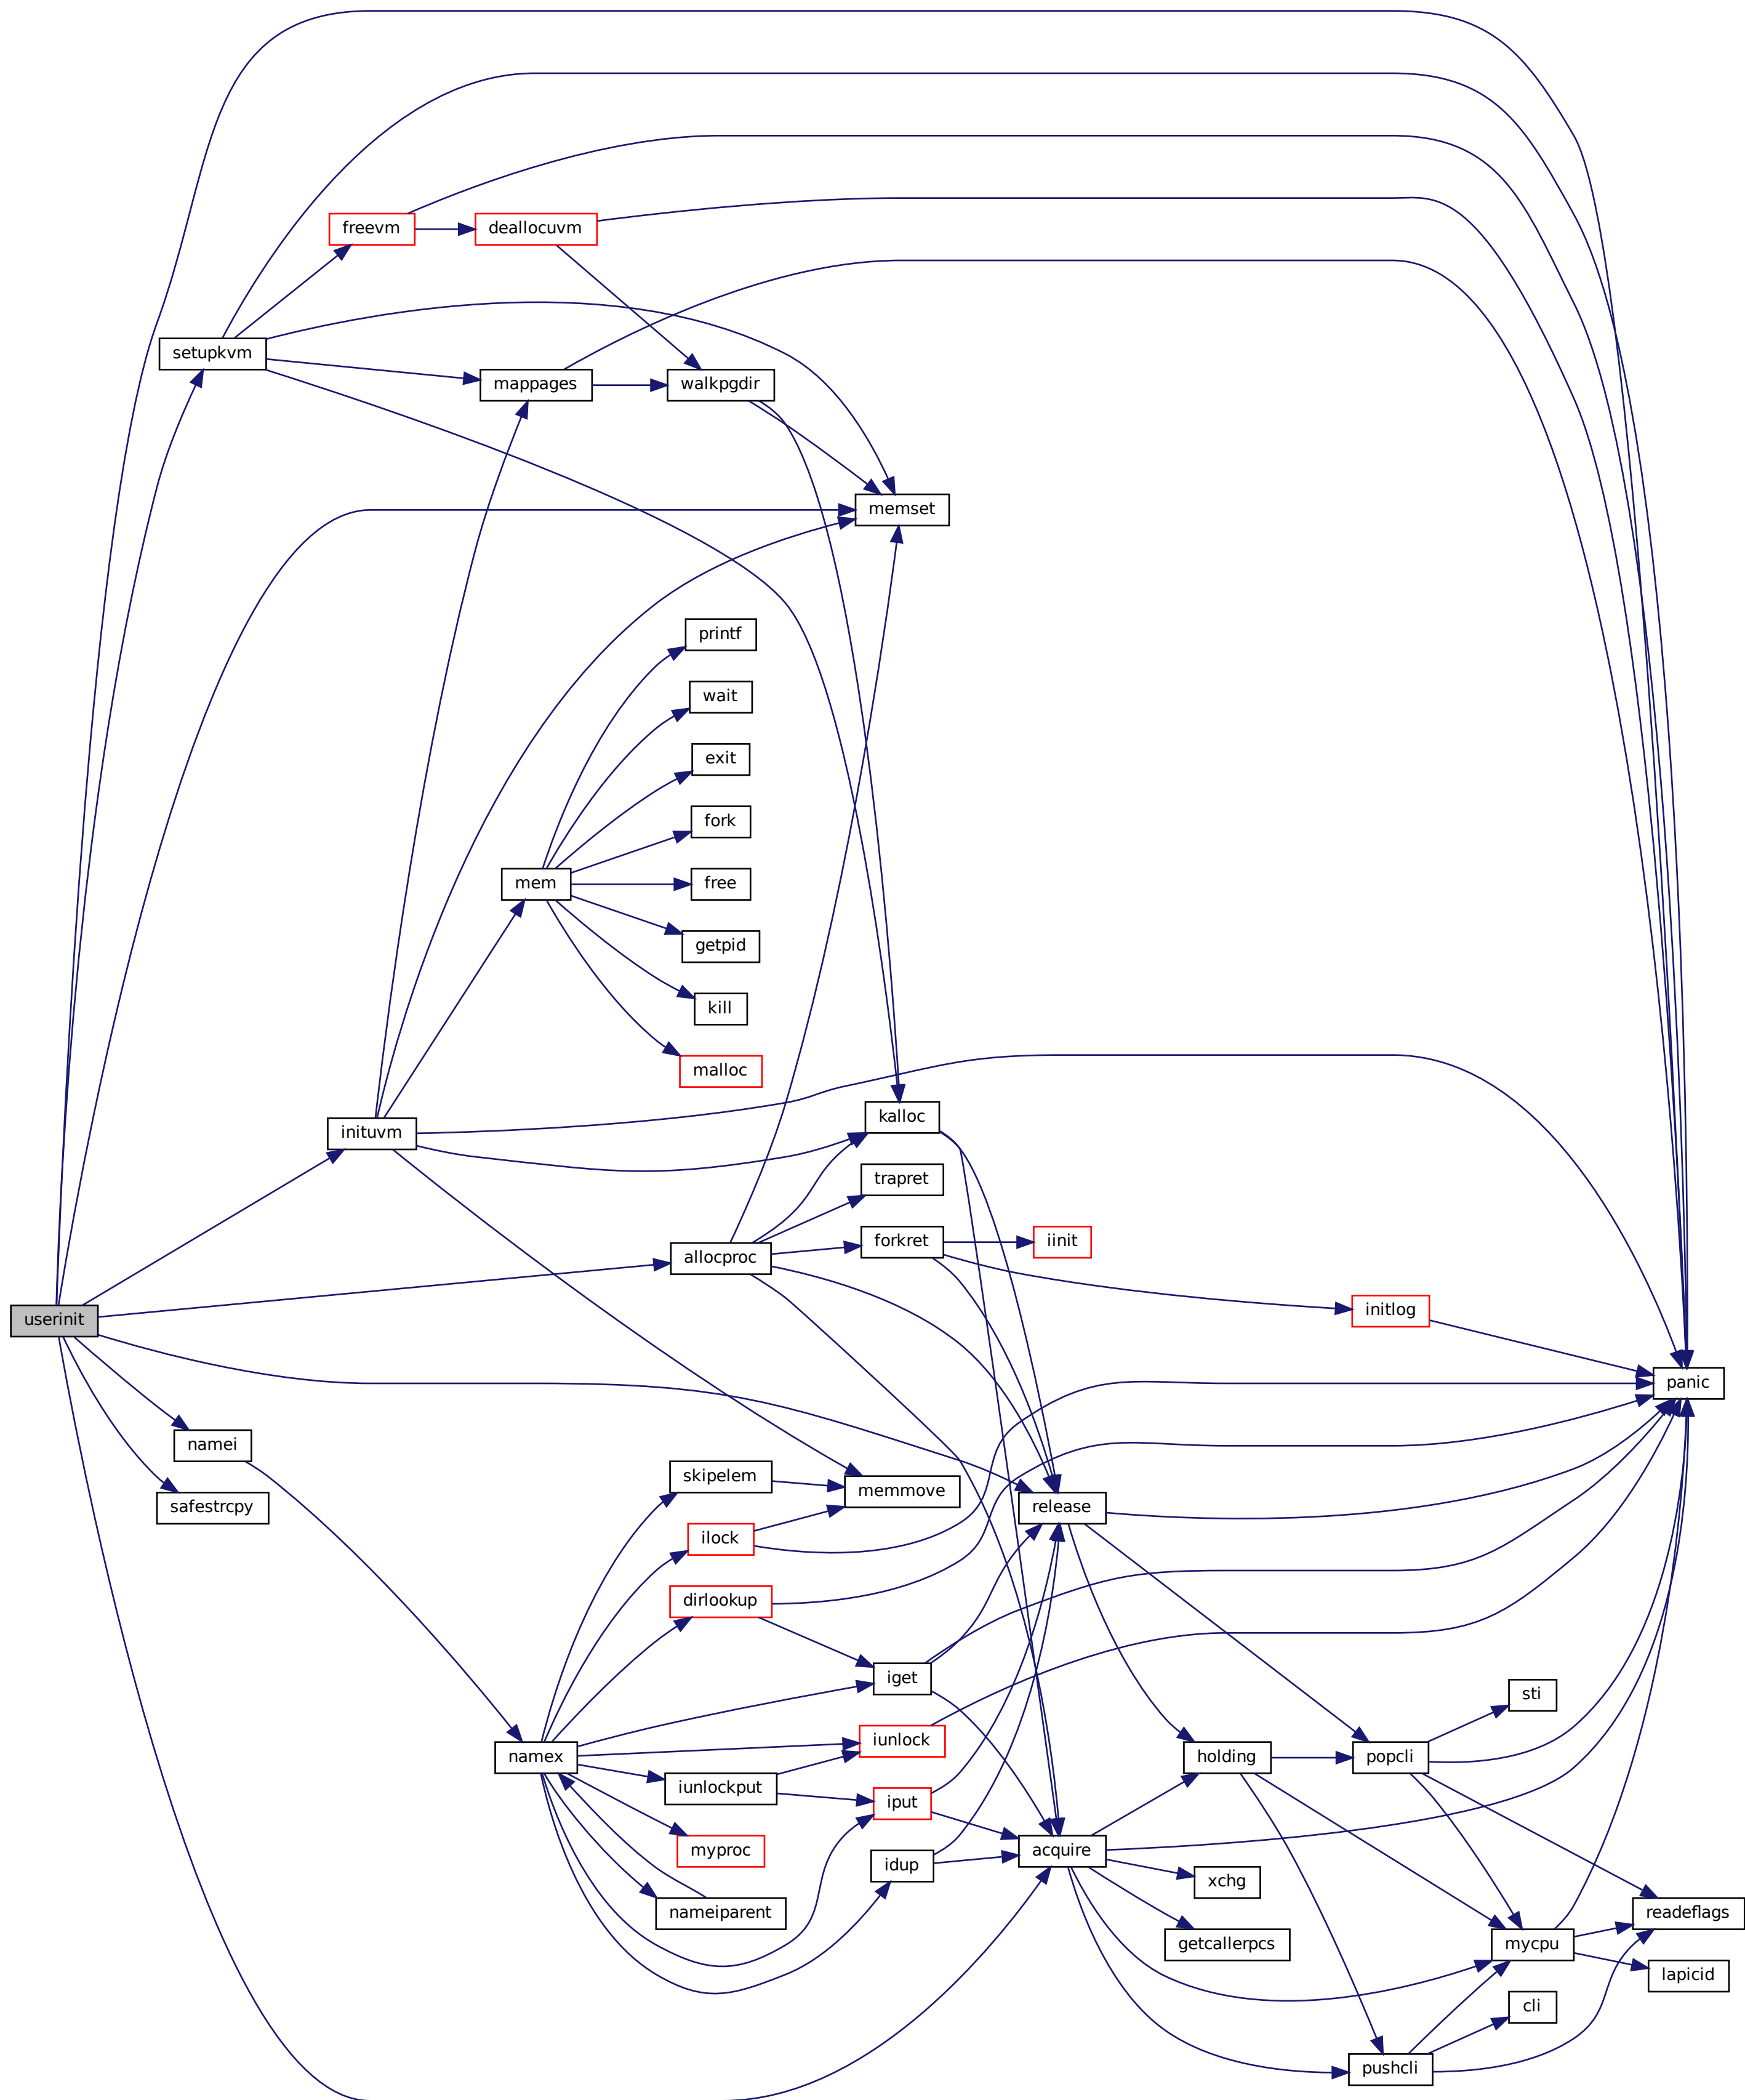 freevm
deallocuvm
setupkvm
mappages
walkpgdir
memset
printf
wait
exit
fork
mem
free
getpid
kill
malloc
kalloc
inituvm
trapret
forkret
iinit
allocproc
initlog
userinit
panic
namei
skipelem
memmove
safestrcpy
release
ilock
dirlookup
iget
sti
iunlock
namex
holding
popcli
iunlockput
iput
myproc
acquire
idup
xchg
nameiparent
readeflags
getcallerpcs
mycpu
lapicid
cli
pushcli